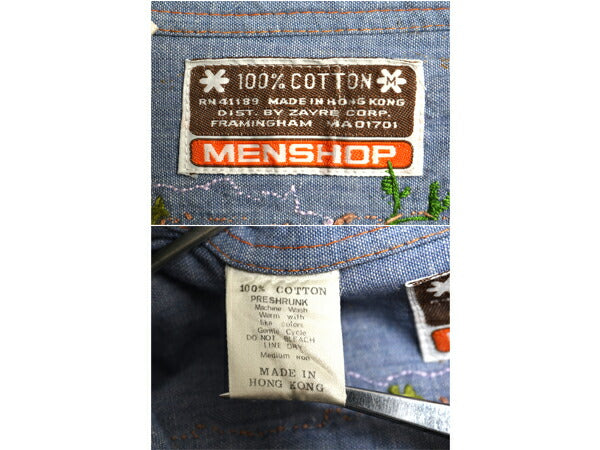 100% COTTON M
RN 41189 MADE IN HONG KONG
DIST. BY ZAYRE CORP.
FRAMINGHAM MA 01701
MENSHOP
100% COTTON
PRESHRUNK
Machine Wash
Warm with
like colors
Gentle Cycle
DO NOT BLEACH
LINE DRY
Medium Iron
MADE IN
HONG KONG